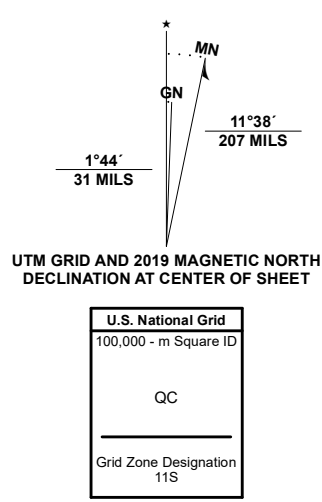 ★
MN
GN
11°38´
207 MILS
1°44´
31 MILS
UTM GRID AND 2019 MAGNETIC NORTH
DECLINATION AT CENTER OF SHEET
U.S. National Grid
100,000 - m Square ID
QC
Grid Zone Designation
11S